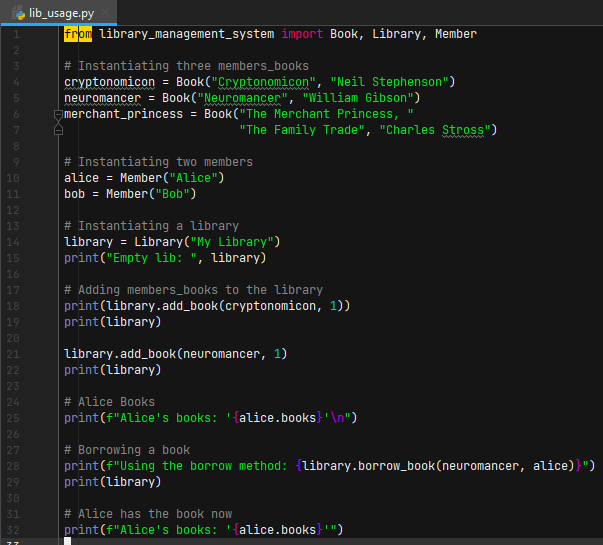 lib_usage.py
1 from library_management_system import Book, Library, Member
2
3 # Instantiating three members_books
4 cryptonomicon = Book("Cryptonomicon", "Neil Stephenson")
5 neuromancer = Book("Neuromancer", "William Gibson")
6 merchant_princess = Book("The Merchant Princess, "
7                          "The Family Trade", "Charles Stross")
8
9 # Instantiating two members
10 alice = Member("Alice")
11 bob = Member("Bob")
12
13 # Instantiating a library
14 library = Library("My Library")
15 print("Empty lib: ", library)
16
17 # Adding members_books to the library
18 print(library.add_book(cryptonomicon, 1))
19 print(library)
20
21 library.add_book(neuromancer, 1)
22 print(library)
23
24 # Alice Books
25 print(f"Alice's books: '{alice.books}'\n")
26
27 # Borrowing a book
28 print(f"Using the borrow method: {library.borrow_book(neuromancer, alice)}")
29 print(library)
30
31 # Alice has the book now
32 print(f"Alice's books: '{alice.books}'")
33